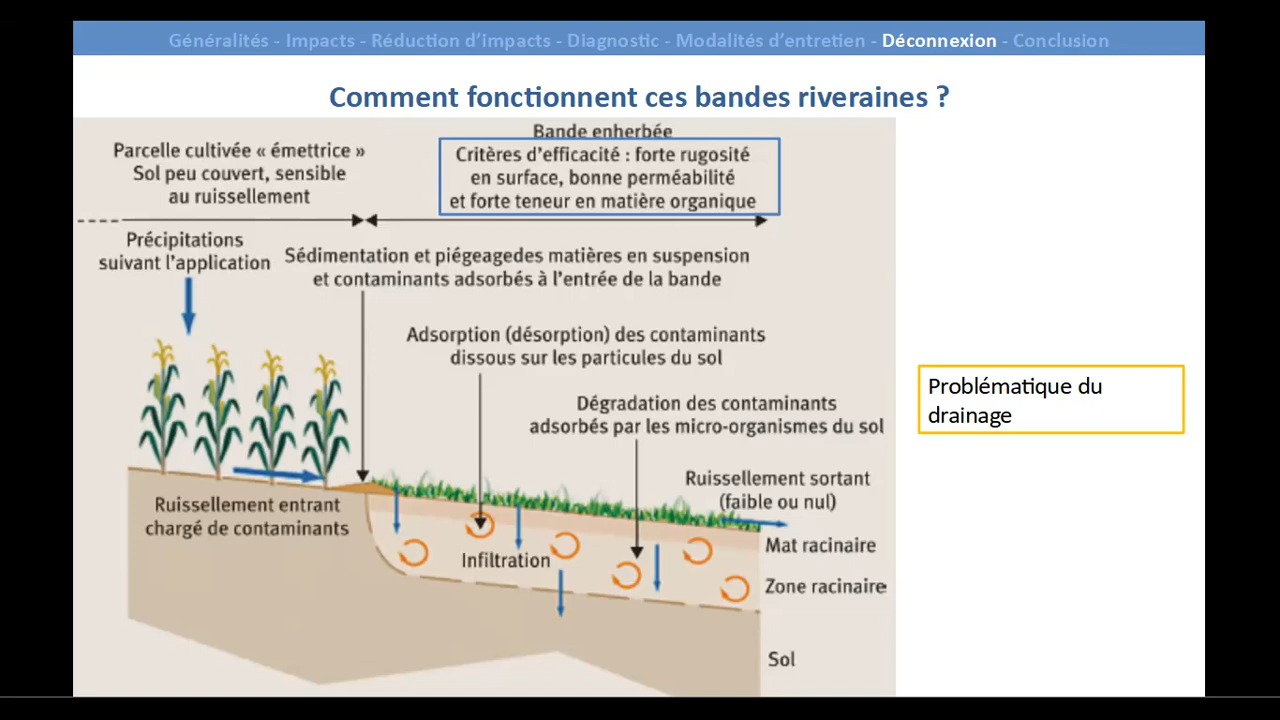 Généralités - Impacts - Réduction d'impacts - Diagnostic - Modalités d'entretien - Déconnexion - Conclusion
Comment fonctionnent ces bandes riveraines ?
Parcelle cultivée « émettrice »
Sol peu couvert, sensible
au ruissellement
Bande enherbée
Critères d'efficacité : forte rugosité
en surface, bonne perméabilité
et forte teneur en matière organique
Précipitations
suivant l'application
Sédimentation et piégeagedes matières en suspension
et contaminants adsorbés à l'entrée de la bande
Adsorption (désorption) des contaminants
dissous sur les particules du sol
Dégradation des contaminants
adsorbés par les micro-organismes du sol
Problématique du
drainage
Ruissellement sortant
(faible ou nul)
Ruissellement entrant
chargé de contaminants
Infiltration
Mat racinaire
Zone racinaire
Sol